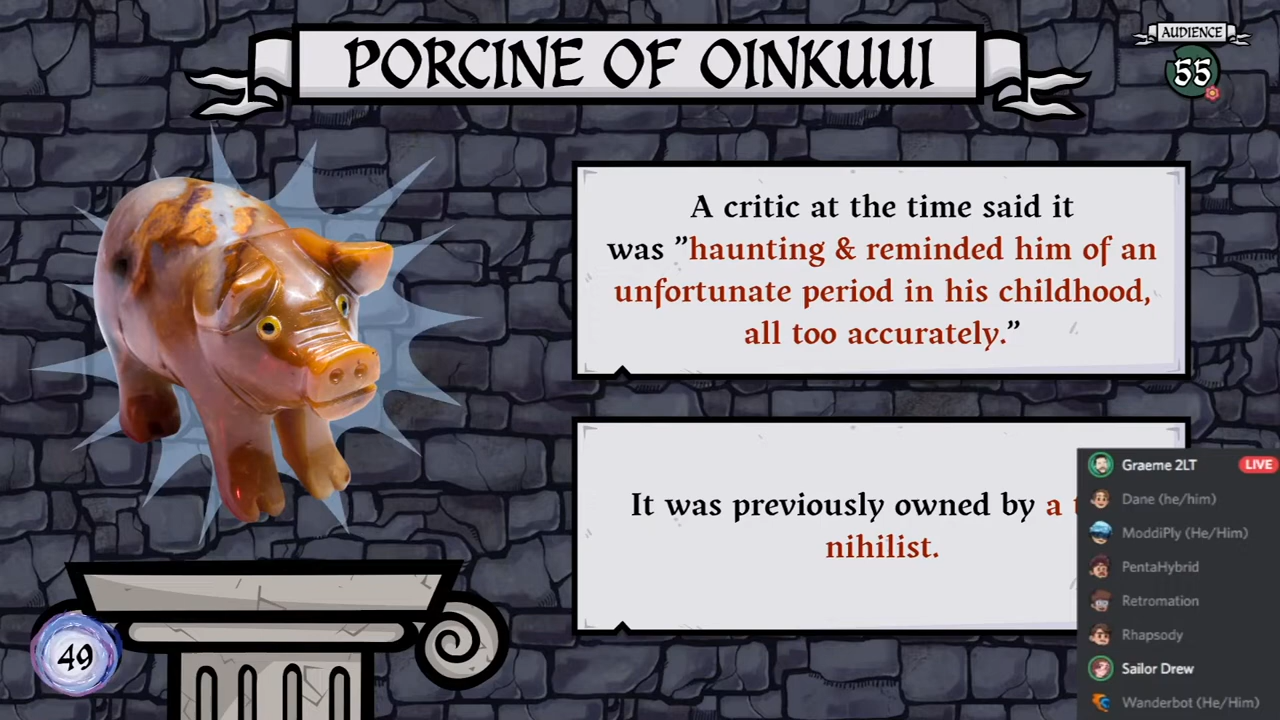 PORCINE OF OINKUUI
AUDIENCE
55
A critic at the time said it
was ”haunting & reminded him of an
unfortunate period in his childhood,
all too accurately.”
It was previously owned by a
nihilist.
49
Graeme 2LT LIVE
Dane (he/him)
ModdiPly (He/Him)
PentaHybrid
Retromation
Rhapsody
Sailor Drew
Wanderbot (He/Him)